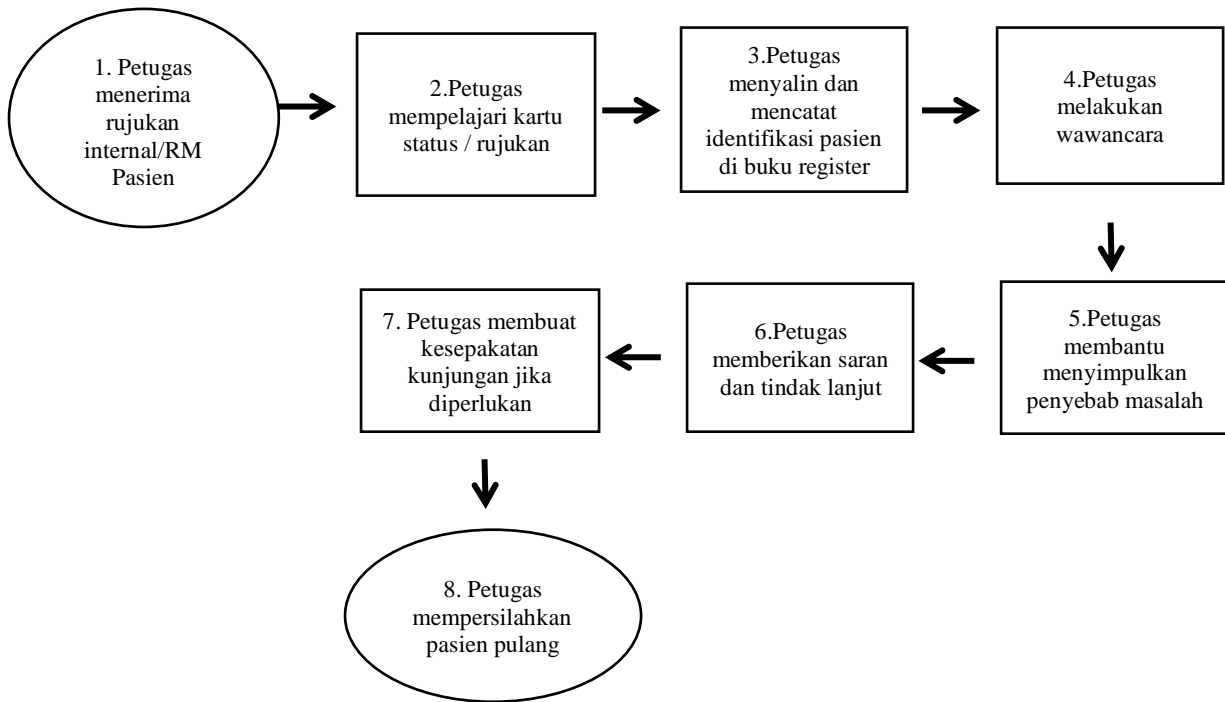 1. Petugas
menerima
rujukan
internal/RM
Pasien
2.Petugas
mempelajari kartu
status / rujukan
3.Petugas
menyalin dan
mencatat
identifikasi pasien
di buku register
4.Petugas
melakukan
wawancara
5.Petugas
membantu
menyimpulkan
penyebab masalah
6.Petugas
memberikan saran
dan tindak lanjut
7. Petugas membuat
kesepakatan
kunjungan jika
diperlukan
8. Petugas
mempersilahkan
pasien pulang